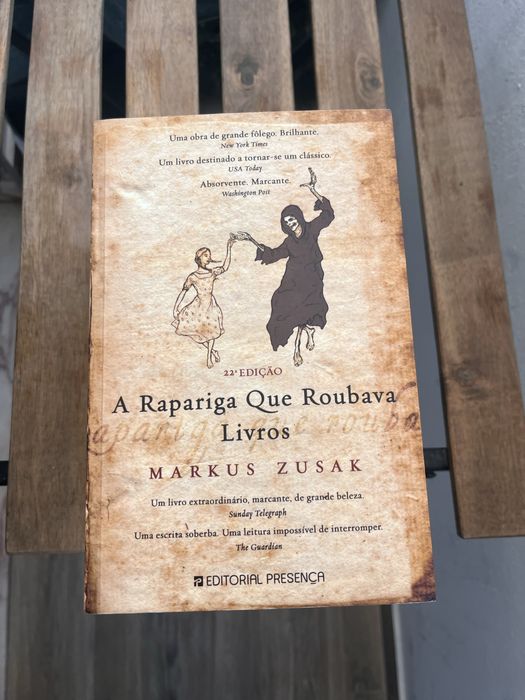 Uma obra de grande fôlego. Brilhante.
New York Times
Um livro destinado a tornar-se um clássico.
USA Today
Absorvente. Marcante.
Washington Post
22ª EDIÇÃO
A Rapariga Que Roubava
Livros
MARKUS ZUSAK
Um livro extraordinário, marcante, de grande beleza.
Sunday Telegraph
Uma escrita soberba. Uma leitura impossível de interromper.
The Guardian
EDITORIAL PRESENÇA